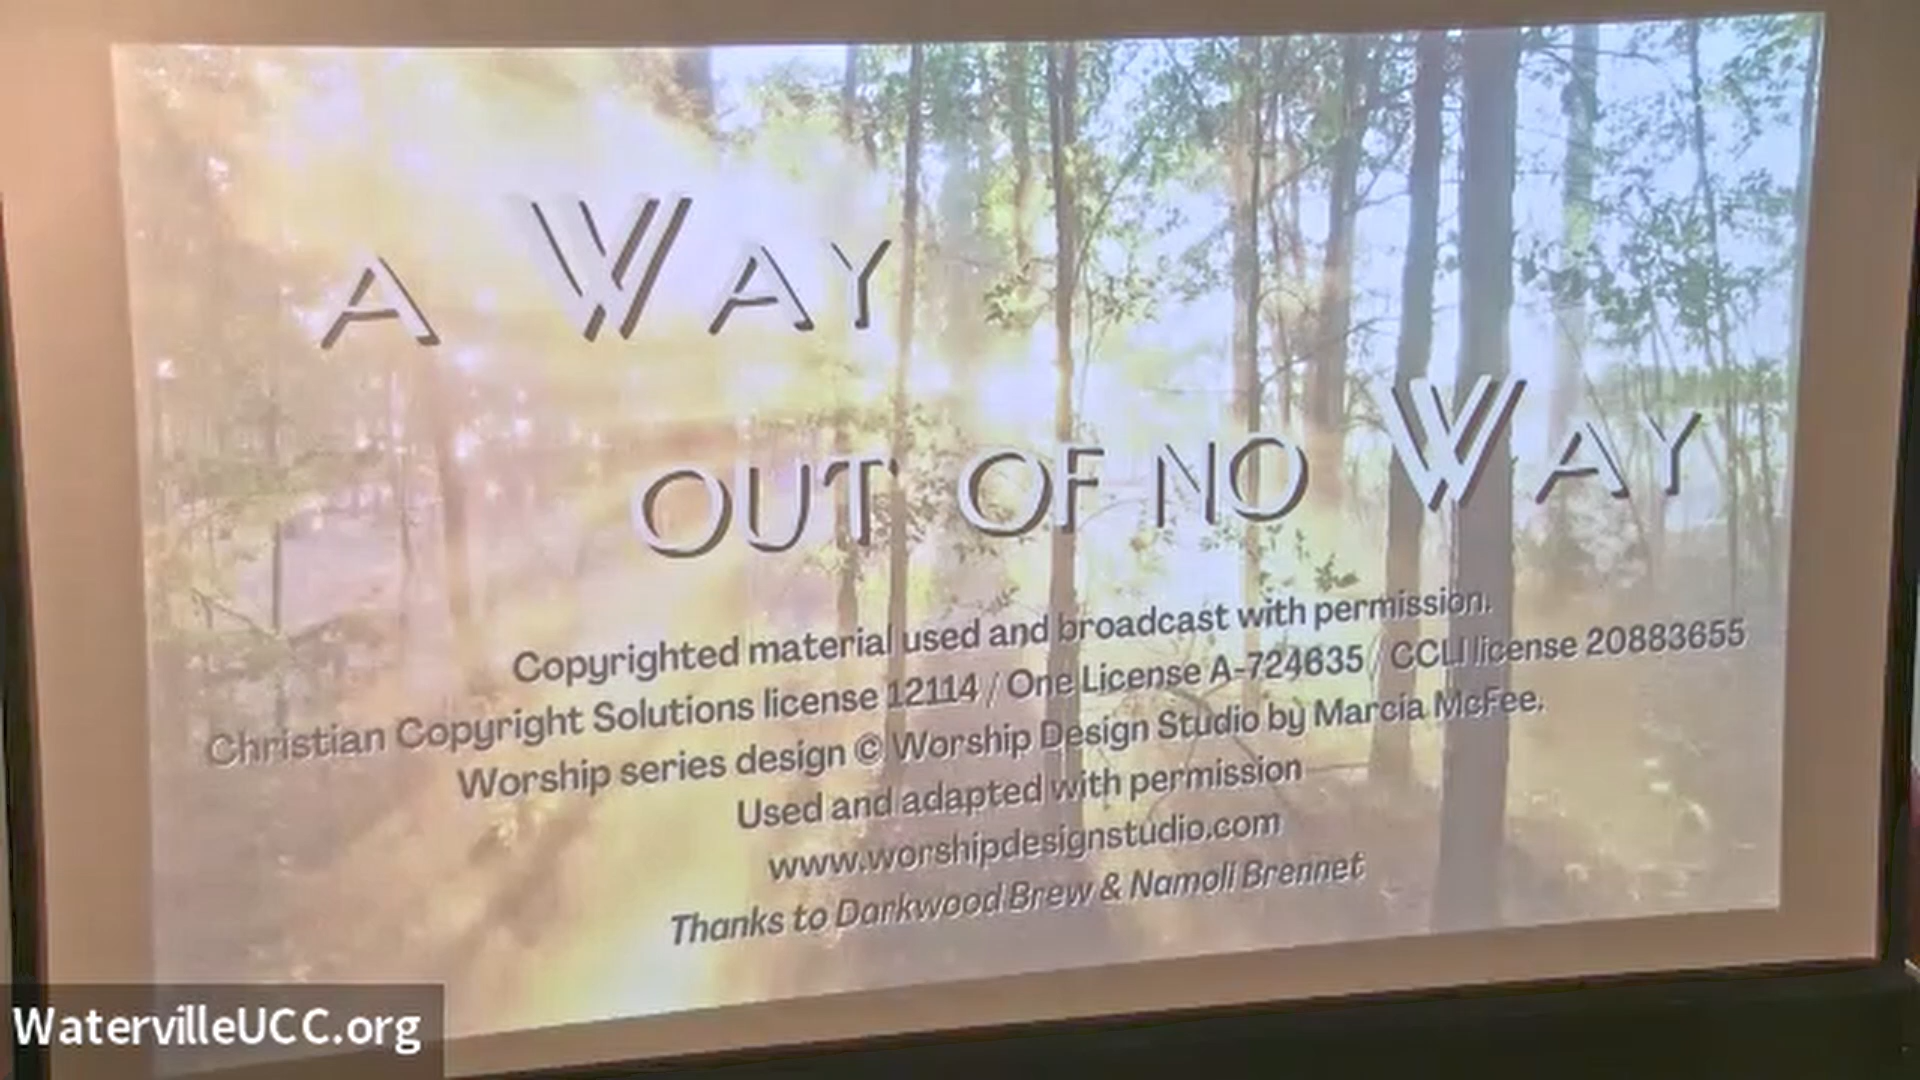 A WAY
OUT OF NO WAY
Copyrighted material used and broadcast with permission.
Christian Copyright Solutions license 12114 / One License A-724635 / CCLI license 20883655
Worship series design © Worship Design Studio by Marcia McFee.
Used and adapted with permission
www.worshipdesignstudio.com
Thanks to Darkwood Brew & Namoli Brennet
WatervilleUCC.org